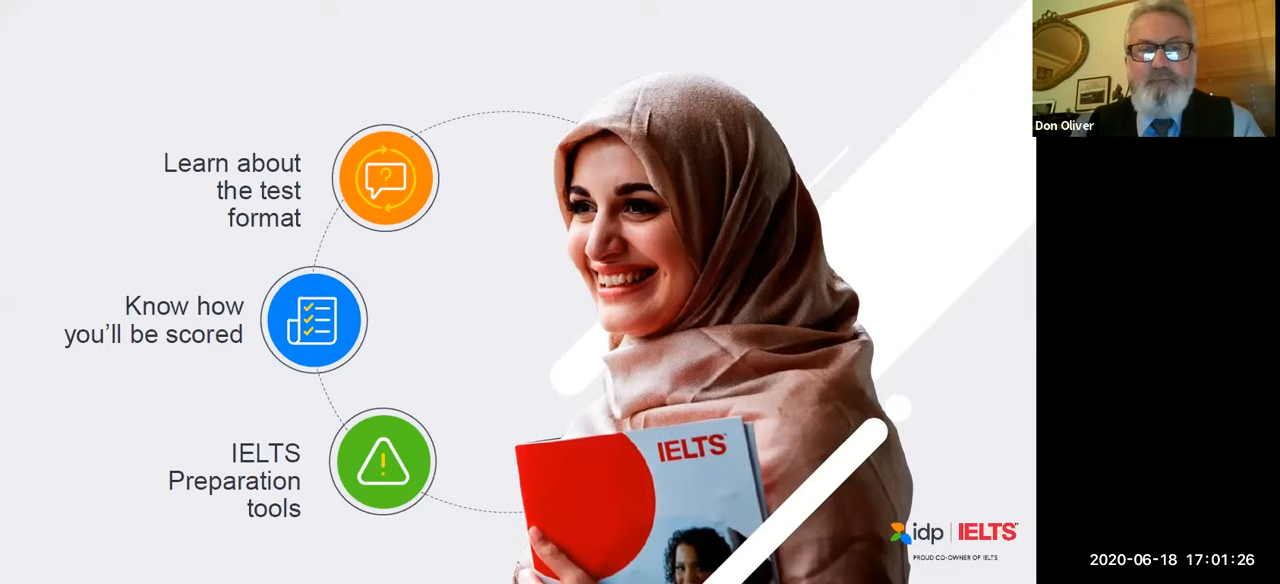 Learn about
the test
format
Know how
you'll be scored
IELTS
Preparation
tools
IELTS
idp | IELTS™
PROUD CO-OWNER OF IELTS
Don Oliver
2020-06-18 17:01:26